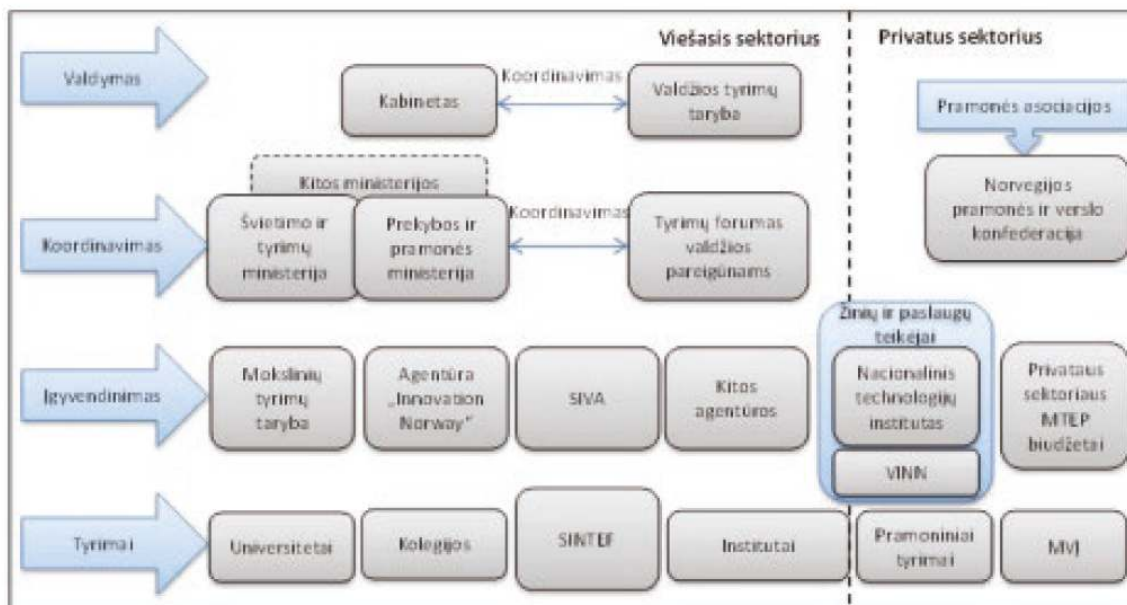 Viešasis sektorius
Privatus sektorius
Valdymas
Kabinetas
Koordinavimas
Valdžios tyrimų
taryba
Pramonės asociacijos
Norvegijos
pramonės ir verslo
konfederacija
Koordinavimas
Kitos ministerijos
Švietimo ir
tyrimų
ministerija
Prekybos ir
pramonės
ministerija
Koordinavimas
Tyrimų forumas
valdžios
pareigūnams
Įgyvendinimas
Mokslinių
tyrimų
taryba
Agentūra
„Innovation
Norway“
SIVA
Kitos
agentūros
Žinių ir paslaugų
teikėjai
Nacionalinis
technologijų
institutas
VINN
Privataus
sektoriaus
MTEP
biudžetai
Tyrimai
Universitetai
Kolegijos
SINTEF
Institutai
Pramoniniai
tyrimai
MVĮ